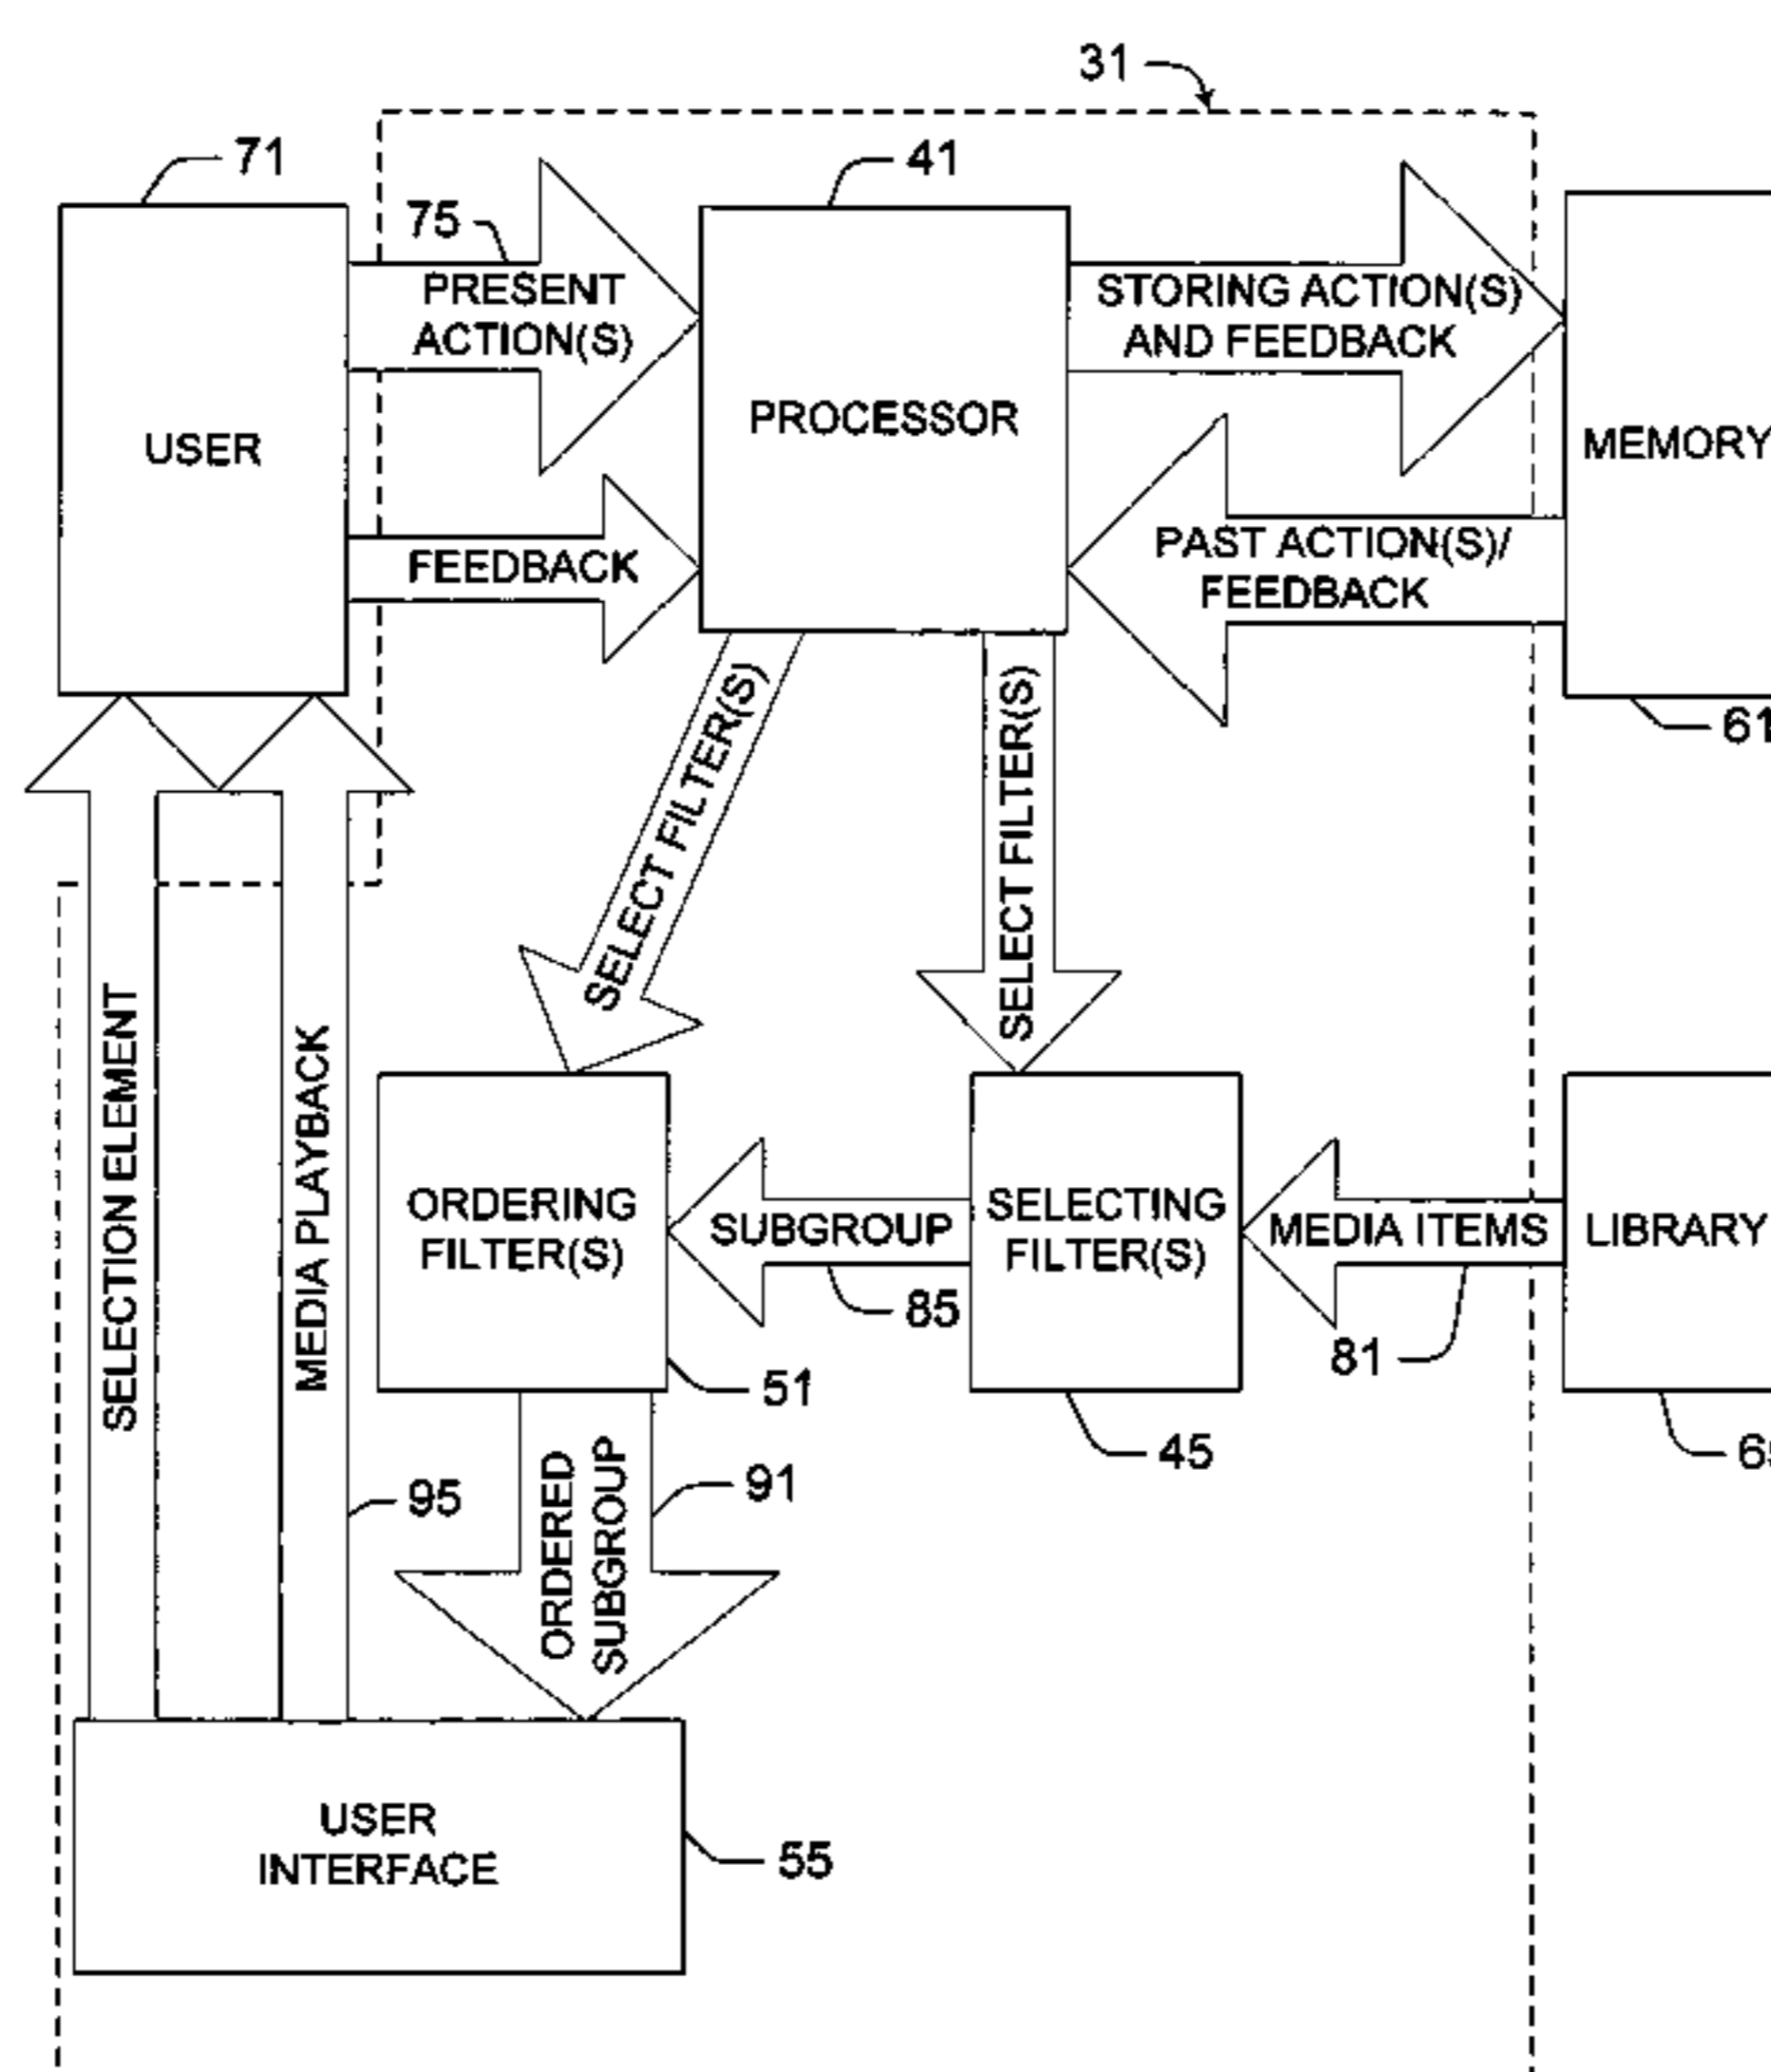 31
71
41
75
PRESENT
ACTION(S)
STORING ACTION(S)
AND FEEDBACK
USER
PROCESSOR
MEMORY
FEEDBACK
PAST ACTION(S)/
FEEDBACK
61
SELECT FILTER(S)
SELECT FILTER(S)
SELECTION ELEMENT
MEDIA PLAYBACK
ORDERING
FILTER(S)
SUBGROUP
SELECTING
FILTER(S)
MEDIA ITEMS
LIBRARY
85
81
51
45
95
91
ORDERED
SUBGROUP
USER
INTERFACE
55